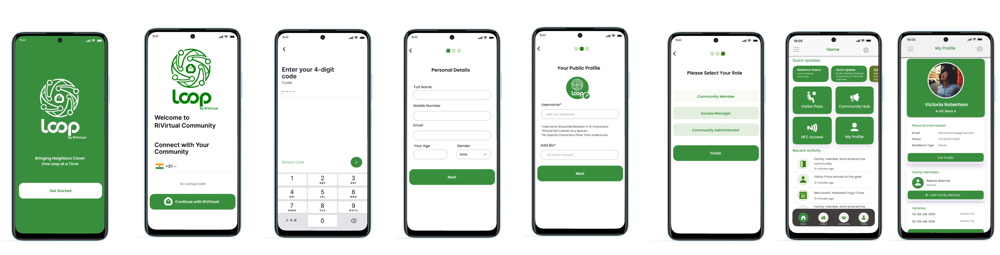 9:41
Loop
By RiVirtual
Bringing Neighbors Closer
One Loop at a Time
Get Started
9:41
Loop
By RiVirtual
Welcome to
RiVirtual Community
Connect with Your
Community
+91
Or connect with
Continue with RiVirtual
9:41
Enter your 4-digit
code
Code
- - - -
Resend Code
1 2 3
ABC DEF
4 5 6
GHI JKL MNO
7 8 9
PQRS TUV WXYZ
+*# 0
9:41
Personal Details
Full Name
Mobile Number
Email
Your Age Gender
Male
Next
9:41
Your Public Profile
Loop
Username*
Add Your Username
*Username Should Be Between 4-16 Characters
*Should Not Contain Any Spaces
*No Special Characters Other Than Underscore
Add Bio*
Tell About Yourself
Next
9:41
Please Select Your Role
Community Member
Access Manager
Community Administrator
Finish
16:05
Home
Quick Updates
Geofence Status
You're inside the
community
Quick Update
Society meeting scheduled
for tomorrow at 7 PM in the
clubhouse.
Qui
Socie
for to
club
Visitor Pass Community Hub
NFC Access My Profile
Recent Activity
Family member Amit entered the
community
10 minutes ago
Visitor Priya arrived at the gate
10 minutes ago
New event: Weekend Yoga Class
10 minutes ago
Family member Amit entered the
Home Visitors Community Profile
16:05
My Profile
Victoria Robertson
A-101, Block A
Personal Information
Email rahul.sharma@gmail.com
Phone +91 98765 43210
Residence Type Owner
Edit Profile
Family Members
Seema Sharma
Spouse
+ Add Family Member
Vehicles
TS-02-AB-1234 Honda City
TS-02-AB-1234 Honda City